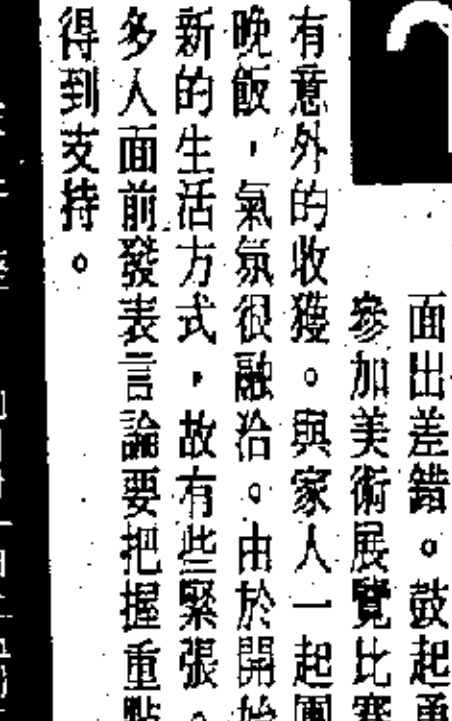 面出差錯。鼓起勇
參加美術展覽比賽
有意外的收獲。與家人一起圍
晚飯，氣氛很融洽。由於開始
新的生活方式，故有些緊張。
多人面前發表言論要把握重點
得到支持。